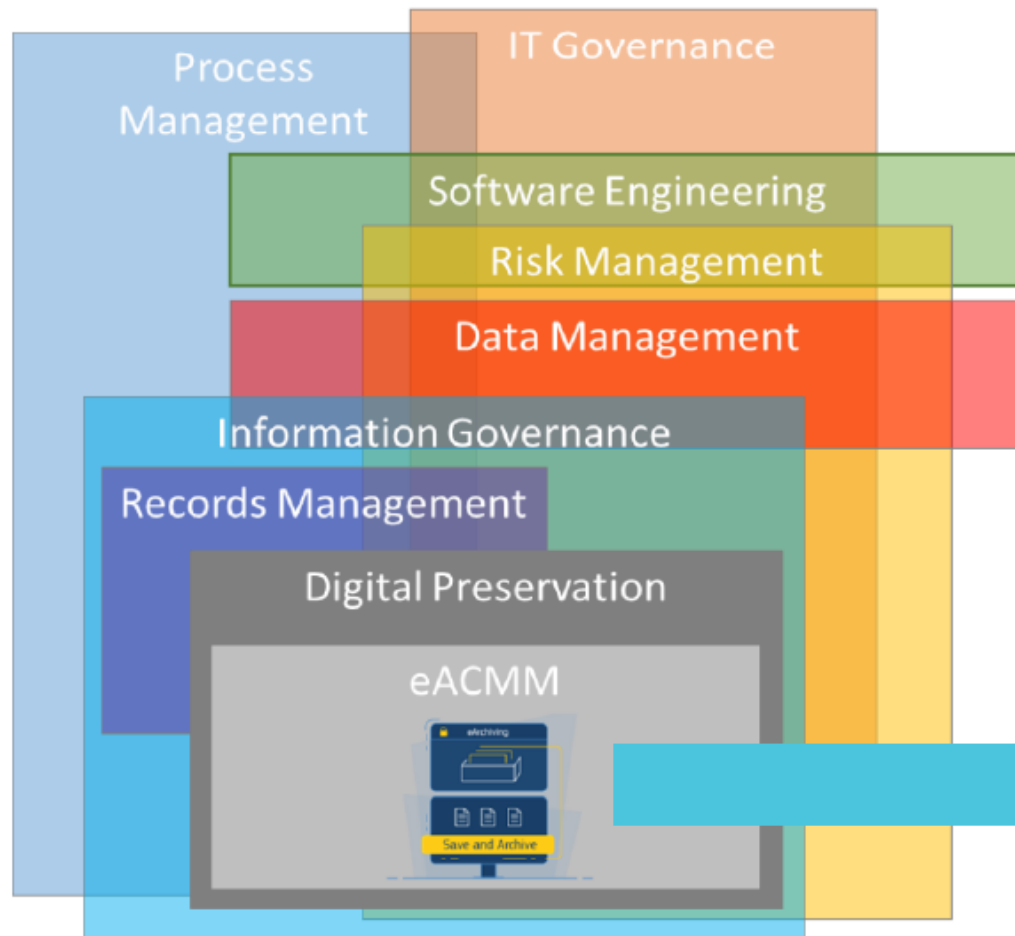 IT Governance
Process
Management
Software Engineering
Risk Management
Data Management
Information Governance
Records Management
Digital Preservation
eACMM
eArchiving
Save and Archive